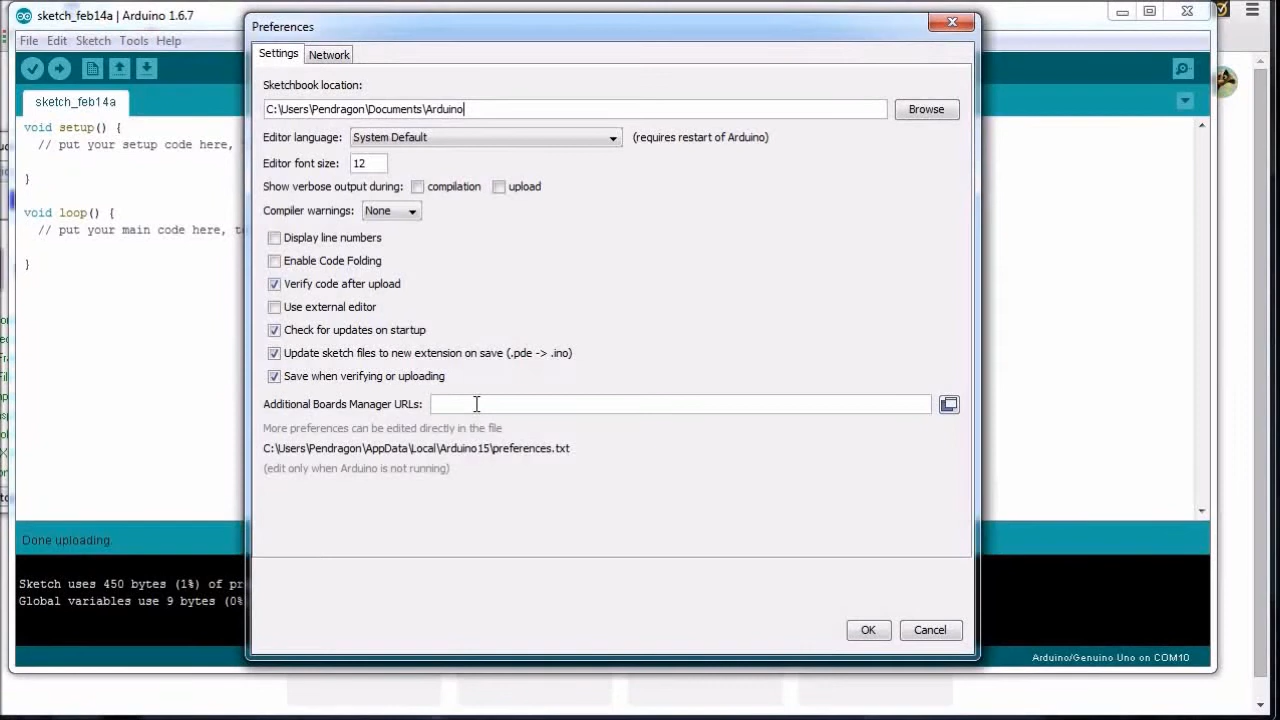 sketch_feb14a | Arduino 1.6.7
File Edit Sketch Tools Help
sketch_feb14a
void setup() {
// put your setup code here,
}
void loop() {
// put your main code here,
}
Done uploading.
Sketch uses 450 bytes (1%) of
Global variables use 9 bytes (0%
Arduino/Genuino Uno on COM10
Preferences
Settings Network
Sketchbook location:
C:\Users\Pendragon\Documents\Arduino Browse
Editor language: System Default (requires restart of Arduino)
Editor font size: 12
Show verbose output during: compilation upload
Compiler warnings: None
Display line numbers
Enable Code Folding
Verify code after upload
Use external editor
Check for updates on startup
Update sketch files to new extension on save (.pde -> .ino)
Save when verifying or uploading
Additional Boards Manager URLs:
More preferences can be edited directly in the file
C:\Users\Pendragon\AppData\Local\Arduino15\preferences.txt
(edit only when Arduino is not running)
OK Cancel